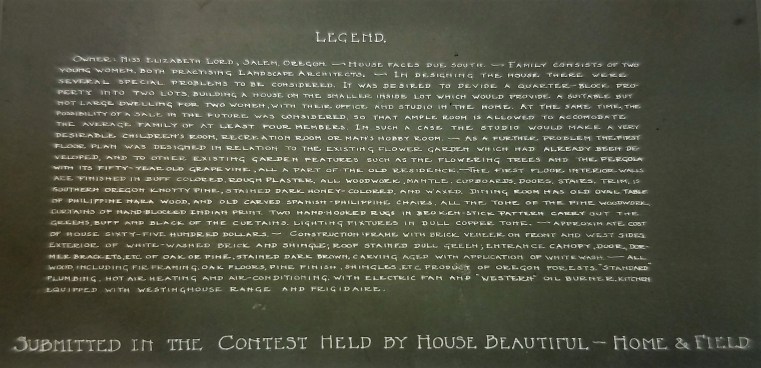 LEGEND.
OWNER: MISS ELIZABETH LORD, SALEM, OREGON. — HOUSE FACES DUE SOUTH. — FAMILY CONSISTS OF TWO
YOUNG WOMEN, BOTH PRACTISING LANDSCAPE ARCHITECTS. — IN DESIGNING THE HOUSE THERE WERE
SEVERAL SPECIAL PROBLEMS TO BE CONSIDERED. IT WAS DESIRED TO DEVIDE A QUARTER-BLOCK PRO-
PERTY INTO TWO LOTS, BUILDING A HOUSE ON THE SMALLER INSIDE LOT WHICH WOULD PROVIDE A SUITABLE BUT
NOT LARGE DWELLING FOR TWO WOMEN, WITH THEIR OFFICE AND STUDIO IN THE HOME. AT THE SAME TIME, THE
POSSIBILITY OF A SALE IN THE FUTURE WAS CONSIDERED, SO THAT AMPLE ROOM IS ALLOWED TO ACCOMODATE
THE AVERAGE FAMILY OF AT LEAST FOUR MEMBERS. IN SUCH A CASE THE STUDIO WOULD MAKE A VERY
DESIRABLE CHILDREN'S ROOM, RECREATION ROOM OR MAN'S HOBBY ROOM. — AS A FURTHER PROBLEM THE FIRST
FLOOR PLAN WAS DESIGNED IN RELATION TO THE EXISTING FLOWER GARDEN WHICH HAD ALREADY BEEN DE-
VELOPED, AND TO OTHER EXISTING GARDEN FEATURES SUCH AS THE FLOWERING TREES AND THE PERGOLA
WITH ITS FIFTY-YEAR-OLD GRAPEVINE, ALL A PART OF THE OLD RESIDENCE. — THE FIRST FLOOR INTERIOR WALLS
ARE FINISHED IN BUFF COLORED, ROUGH PLASTER, ALL WOODWORK, MANTLE, CUPBOARDS, DOORS, STAIRS, TRIM, IS
SOUTHERN OREGON KNOTTY PINE, STAINED DARK HONEY-COLORED, AND WAXED. DINING ROOM HAS OLD OVAL TABLE
OF PHILIPPINE NARA WOOD, AND OLD CARVED SPANISH-PHILIPPINE CHAIRS, ALL THE TONE OF THE PINE WOODWORK.
CURTAINS OF HAND-BLOCKED INDIAN PRINT. TWO HAND-HOOKED RUGS IN BROKEN-STICK PATTERN CARRY OUT THE
GREENS, BUFF AND BLACK OF THE CURTAINS. LIGHTING FIXTURES IN DULL COPPER TONE. — APPROXIMATE COST
OF HOUSE SIXTY-FIVE HUNDRED DOLLARS. — CONSTRUCTION: FRAME WITH BRICK VENEER ON FRONT AND WEST SIDES
EXTERIOR OF WHITE-WASHED BRICK AND SHINGLE, ROOF STAINED DULL GREEN, ENTRANCE CANOPY, DOOR, DOR-
MER BRACKETS, ETC OF OAK OR PINE, STAINED DARK BROWN, CARVING AGED WITH APPLICATION OF WHITE WASH. — ALL
WOOD, INCLUDING FIR FRAMING, OAK FLOORS, PINE FINISH, SHINGLES, ETC, PRODUCT OF OREGON FORESTS. "STANDARD"
PLUMBING, HOT AIR HEATING AND AIR-CONDITIONING, WITH ELECTRIC FAN AND "WESTERN" OIL BURNER, KITCHEN
EQUIPPED WITH WESTINGHOUSE RANGE AND FRIGIDAIRE.
SUBMITTED IN THE CONTEST HELD BY HOUSE BEAUTIFUL — HOME & FIELD